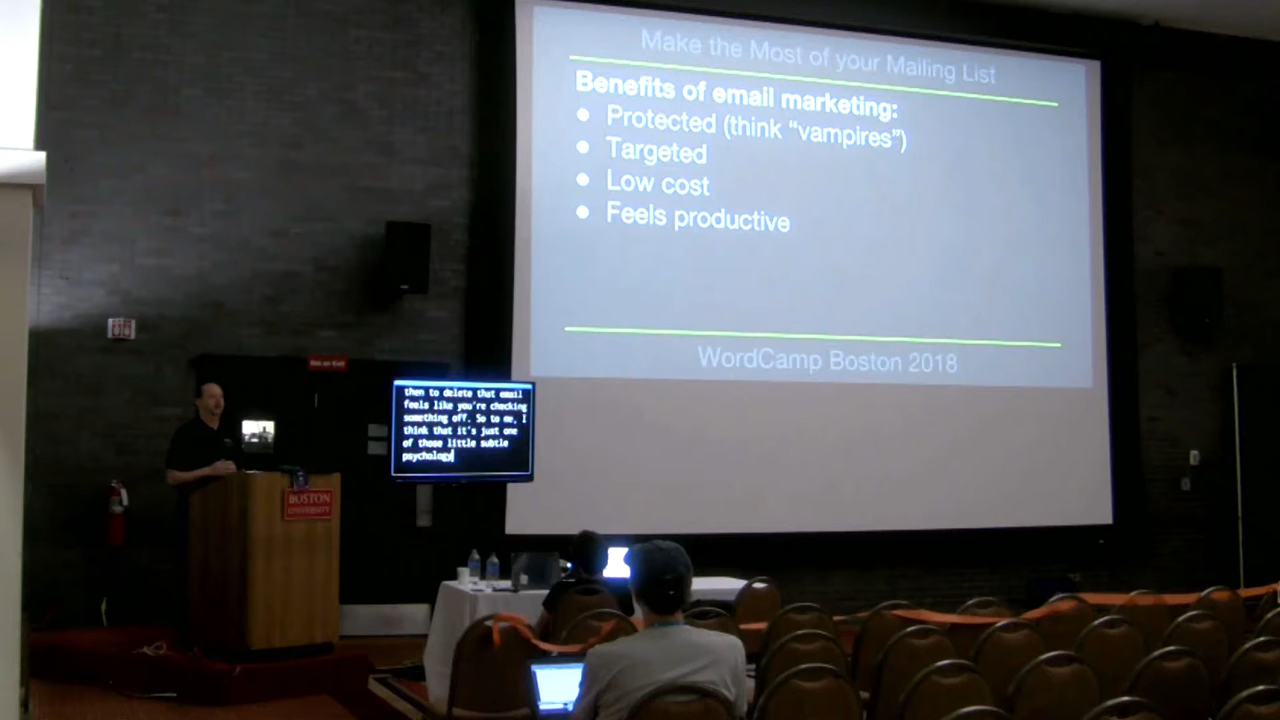 Make the Most of your Mailing List
Benefits of email marketing:
● Protected (think “vampires”)
● Targeted
● Low cost
● Feels productive
WordCamp Boston 2018
then to delete that email
feels like you're checking
something off. So to me, I
think that it's just one
of those little subtle
psychology
BOSTON
UNIVERSITY